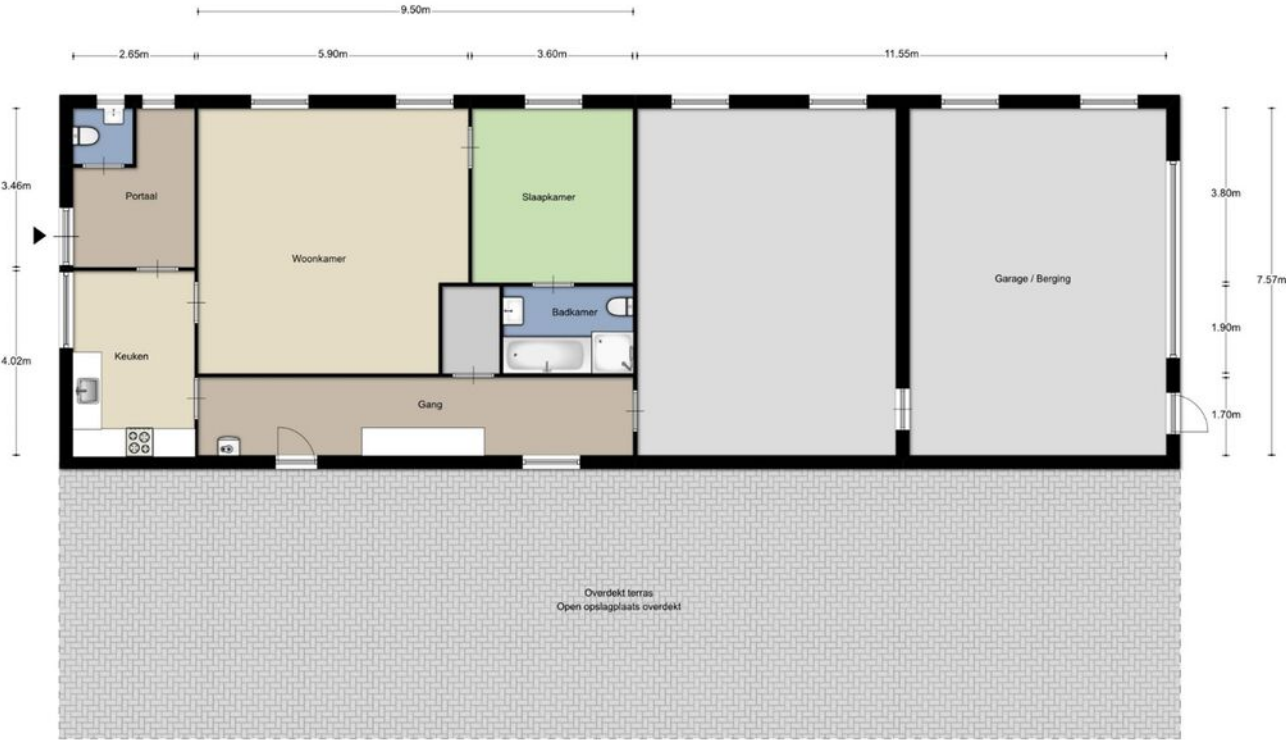 9.50m
2.65m
5.90m
3.60m
11.55m
3.46m
3.80m
Portaal
Slaapkamer
Woonkamer
Garage / Berging
7.57m
Badkamer
1.90m
Keuken
4.02m
Gang
1.70m
Overdekt terras
Open opslagplaats overdekt